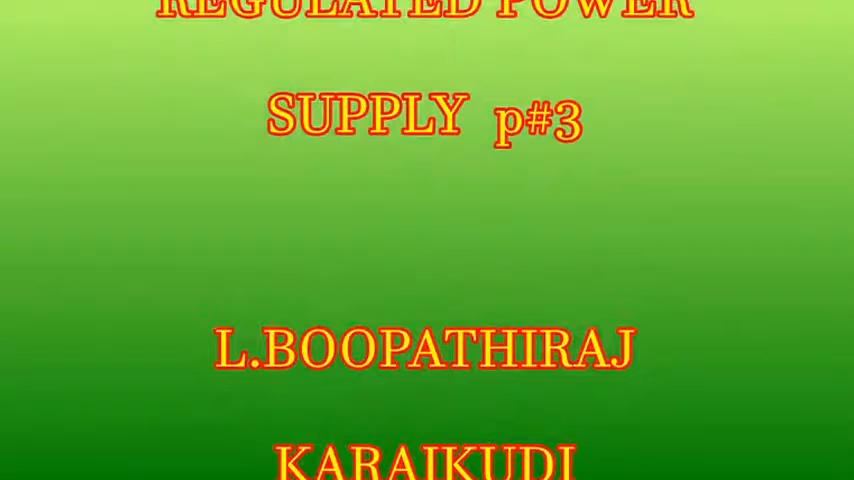 REGULATED POWER
SUPPLY p#3
L.BOOPATHIRAJ
KARAIKUDI